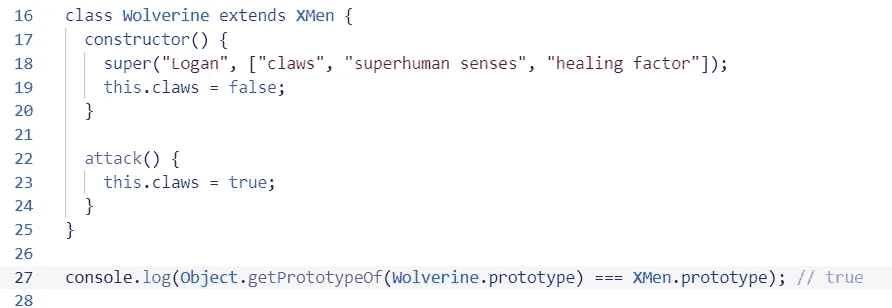 16 class Wolverine extends XMen {
17 constructor() {
18 super("Logan", ["claws", "superhuman senses", "healing factor"]);
19 this.claws = false;
20 }
21
22 attack() {
23 this.claws = true;
24 }
25 }
26
27 console.log(Object.getPrototypeOf(Wolverine.prototype) === XMen.prototype); // true
28